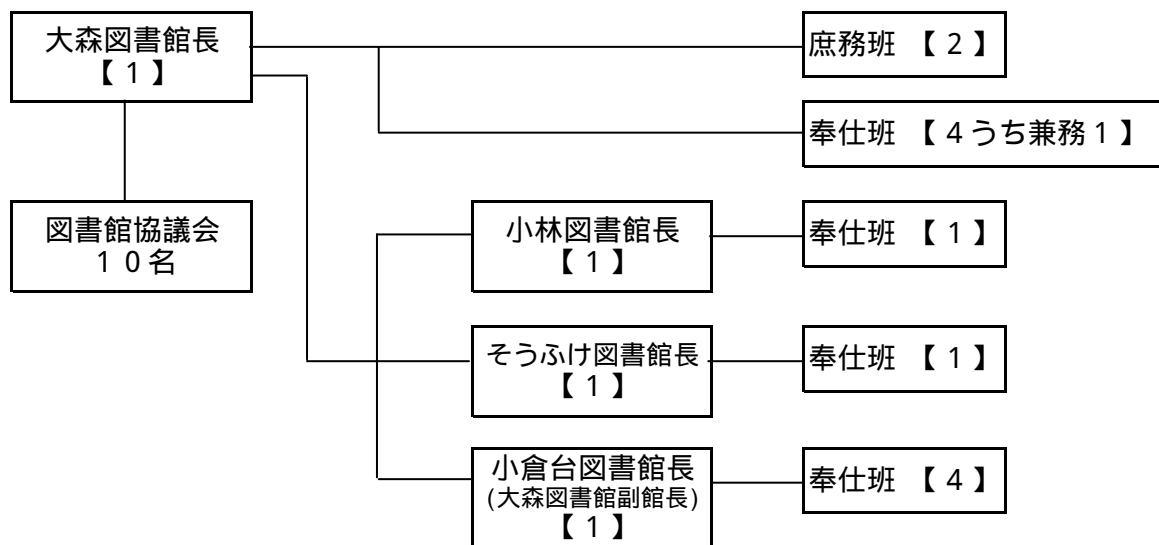 大森図書館長
【１】
庶務班 【２】
奉仕班 【４うち兼務１】
図書館協議会
１０名
小林図書館長
【１】
奉仕班 【１】
そうふけ図書館長
【１】
奉仕班 【１】
小倉台図書館長
(大森図書館副館長)
【１】
奉仕班 【４】